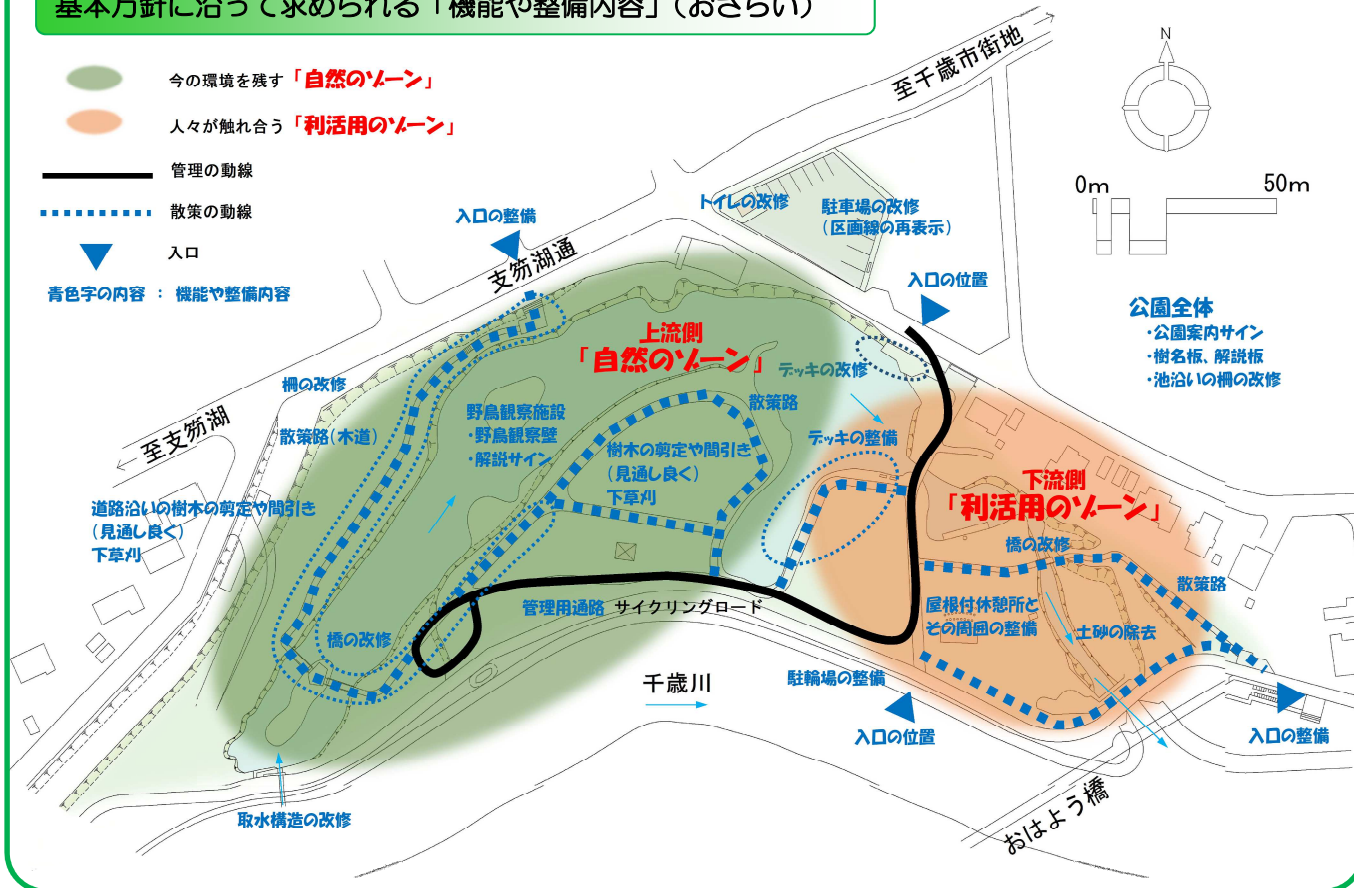 基本方針に沿って求められる「機能や整備内容」（おさらい）
今の環境を残す「自然のゾーン」
人々が触れ合う「利活用のゾーン」
管理の動線
散策の動線
入口
青色字の内容 ： 機能や整備内容
至千歳市街地
N
0m
50m
入口の整備
トイレの改修
駐車場の改修
（区画線の再表示）
支笏湖通
入口の位置
公園全体
・公園案内サイン
・樹名板、解説板
・池沿いの柵の改修
上流側
「自然のゾーン」
デッキの改修
柵の改修
至支笏湖
散策路（木道）
野鳥観察施設
・野鳥観察壁
・解説サイン
散策路
樹木の剪定や間引き
（見通し良く）
下草刈
デッキの整備
下流側
「利活用のゾーン」
道路沿いの樹木の剪定や間引き
（見通し良く）
下草刈
橋の改修
散策路
管理用通路
サイクリングロード
屋根付休憩所と
その周囲の整備
土砂の除去
橋の改修
千歳川
駐輪場の整備
入口の位置
入口の整備
取水構造の改修
おはよう橋